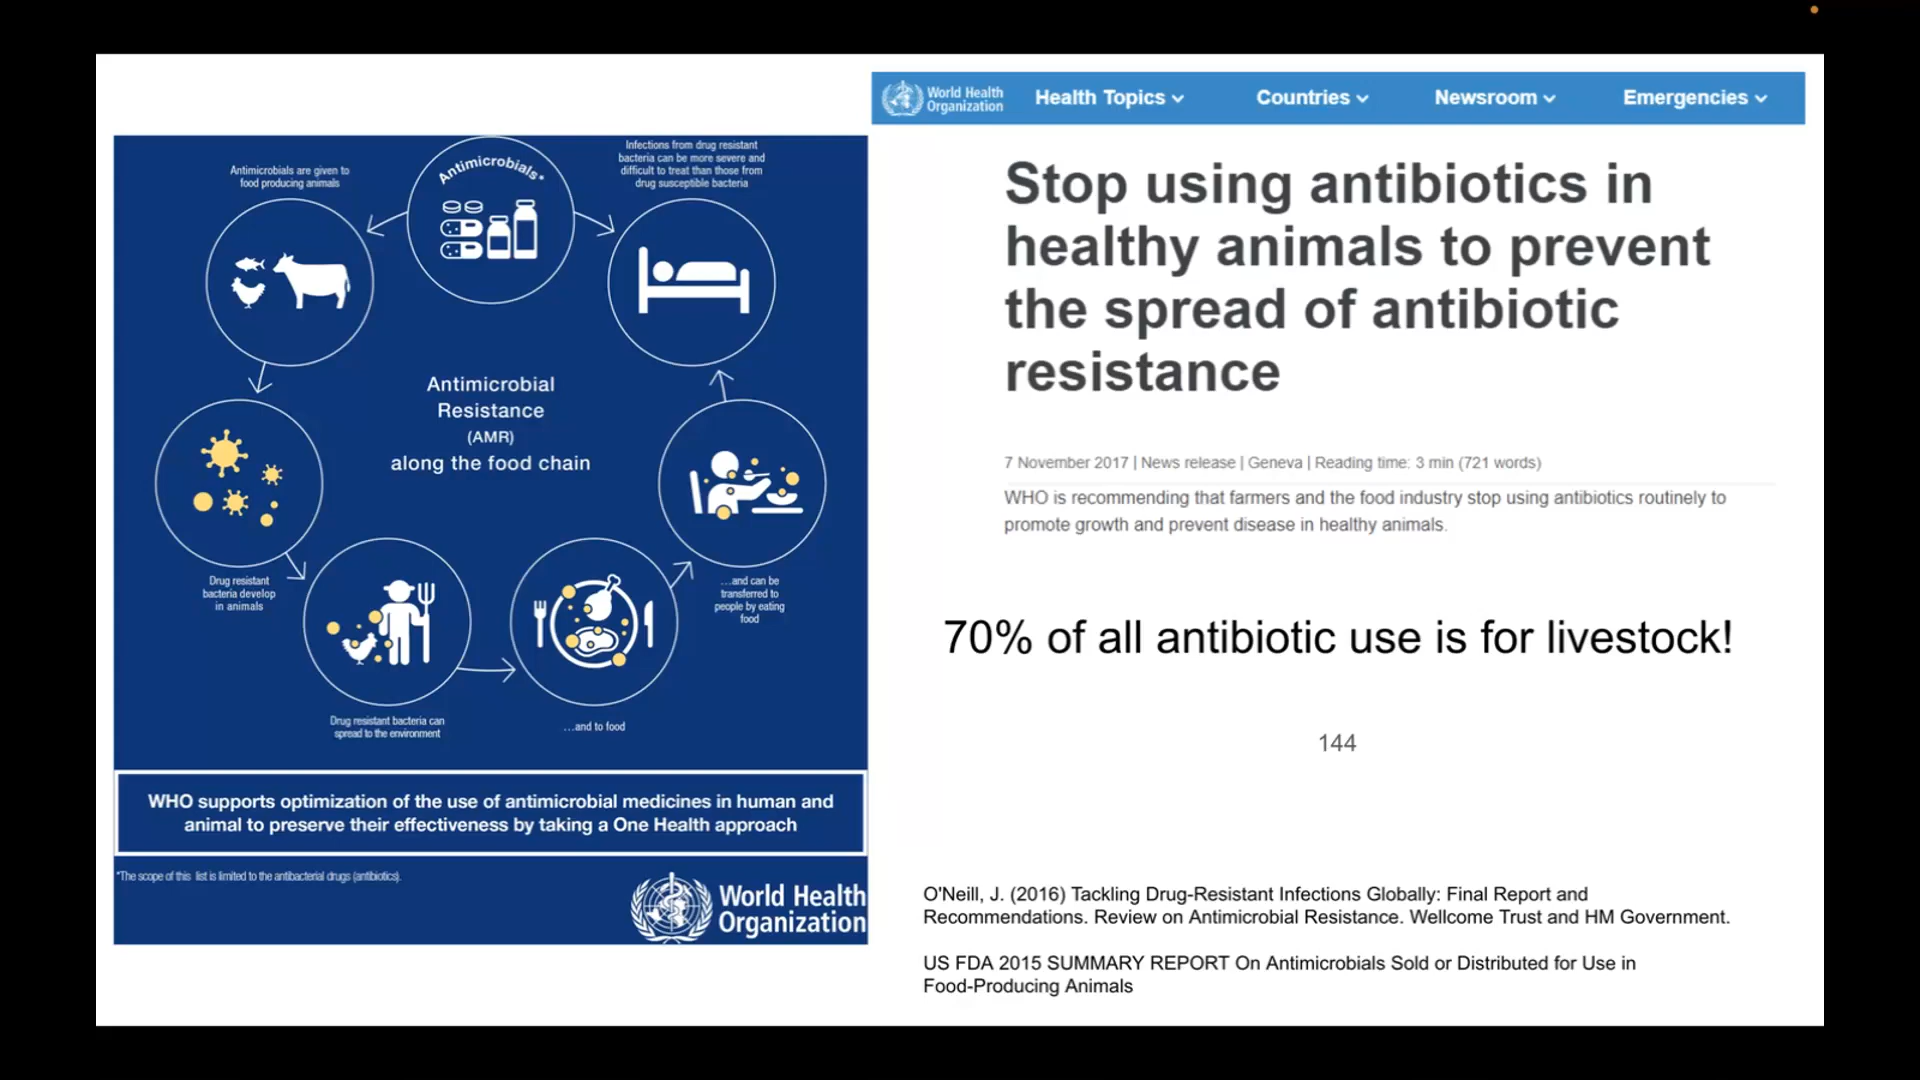 World Health
Organization
Health Topics
Countries
Newsroom
Emergencies
Antimicrobials*
Antimicrobials are given to
food producing animals
Infections from drug resistant
bacteria can be more severe and
difficult to treat than those from
drug susceptible bacteria
Antimicrobial
Resistance
(AMR)
along the food chain
Drug resistant
bacteria develop
in animals
Drug resistant bacteria can
spread to the environment
...and to food
...and can be
transferred to
people by eating
food
WHO supports optimization of the use of antimicrobial medicines in human and
animal to preserve their effectiveness by taking a One Health approach
*The scope of this list is limited to the antibacterial drugs (antibiotics).
World Health
Organization
Stop using antibiotics in
healthy animals to prevent
the spread of antibiotic
resistance
7 November 2017 | News release | Geneva | Reading time: 3 min (721 words)
WHO is recommending that farmers and the food industry stop using antibiotics routinely to
promote growth and prevent disease in healthy animals.
70% of all antibiotic use is for livestock!
144
O'Neill, J. (2016) Tackling Drug-Resistant Infections Globally: Final Report and
Recommendations. Review on Antimicrobial Resistance. Wellcome Trust and HM Government.
US FDA 2015 SUMMARY REPORT On Antimicrobials Sold or Distributed for Use in
Food-Producing Animals